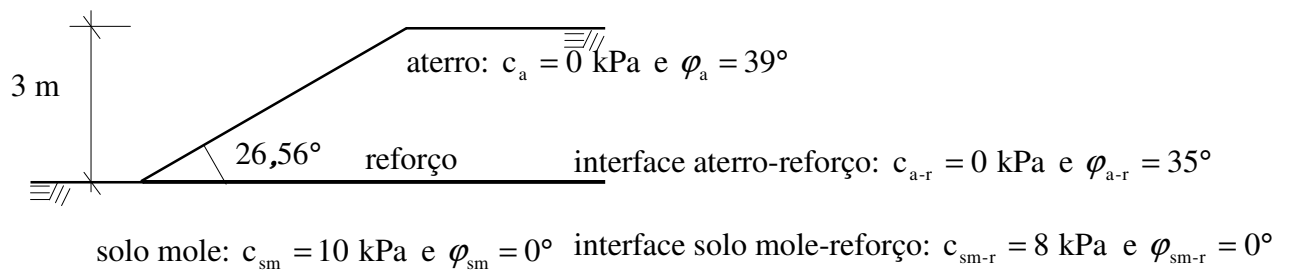 aterro: c_a = 0 kPa e φ_a = 39°
3 m
26,56°
reforço
interface aterro-reforço: c_a-r = 0 kPa e φ_a-r = 35°
solo mole: c_sm = 10 kPa e φ_sm = 0°
interface solo mole-reforço: c_sm-r = 8 kPa e φ_sm-r = 0°